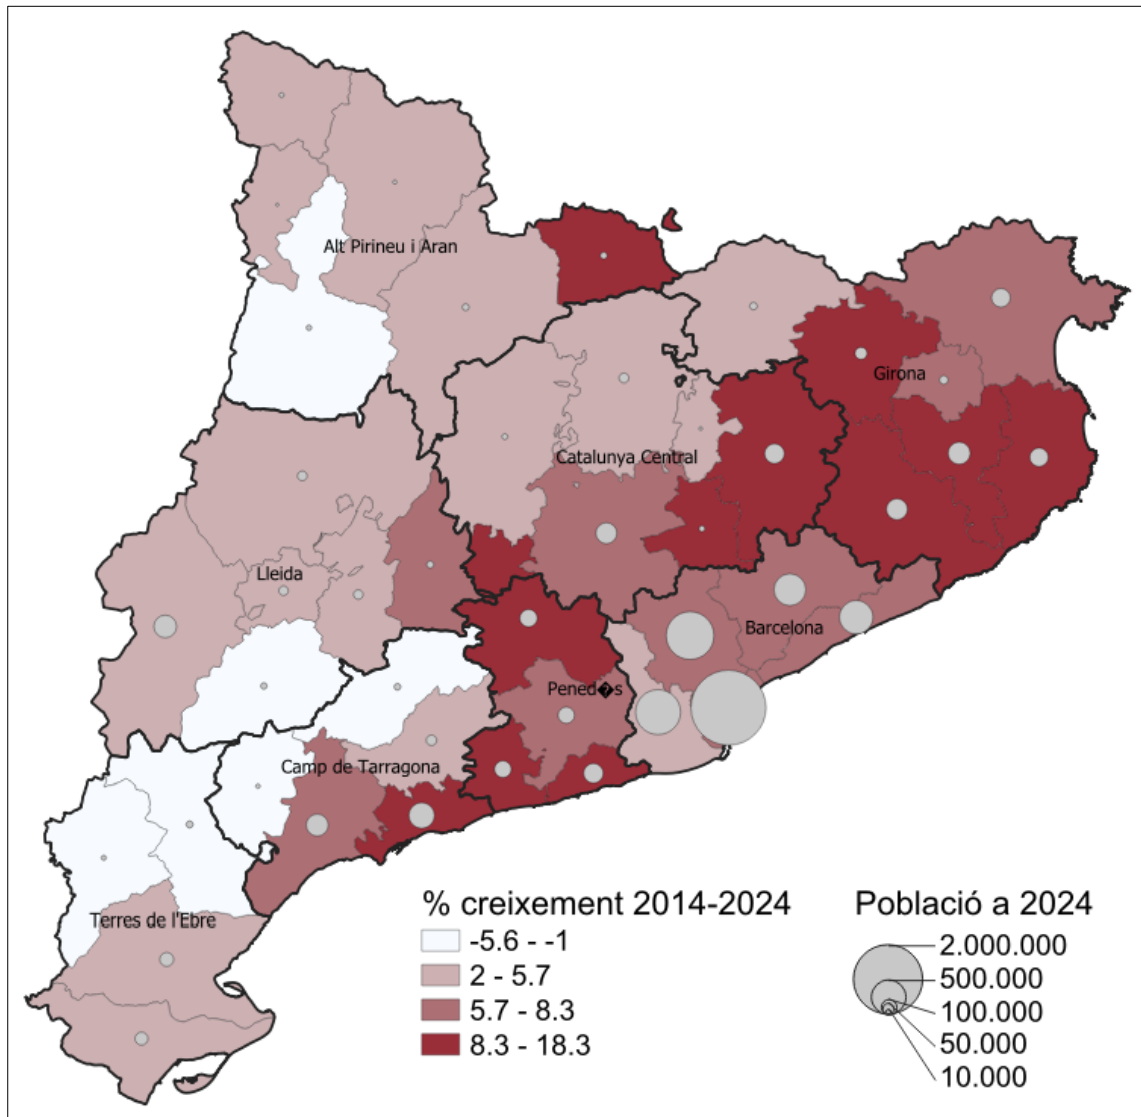 Alt Pirineu i Aran
Girona
Catalunya Central
Lleida
Barcelona
Pened�s
Camp de Tarragona
Terres de l'Ebre
% creixement 2014-2024
-5.6 - -1
2 - 5.7
5.7 - 8.3
8.3 - 18.3
Població a 2024
2.000.000
500.000
100.000
50.000
10.000